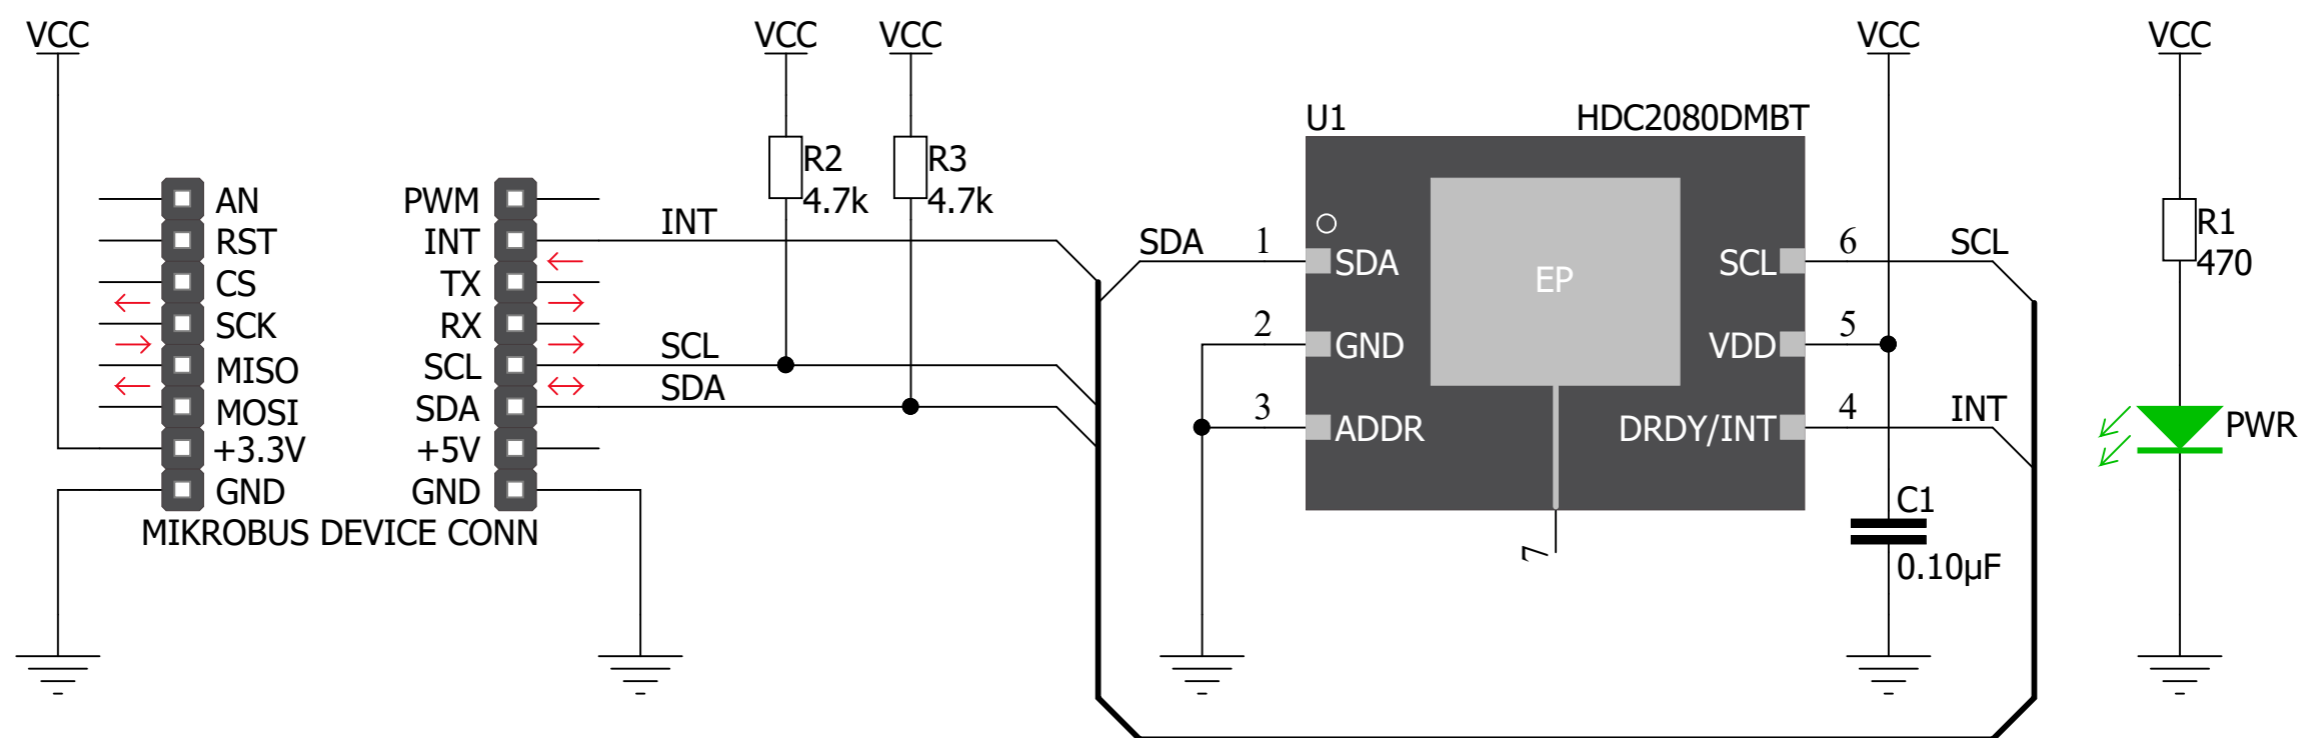 VCC
VCC
VCC
VCC
VCC
U1
HDC2080DMBT
R2
4.7k
R3
4.7k
AN
RST
CS
SCK
MISO
MOSI
+3.3V
GND
PWM
INT
TX
RX
SCL
SDA
+5V
GND
MIKROBUS DEVICE CONN
INT
SCL
SDA
SDA
1
2
3
SDA
GND
ADDR
EP
7
SCL
VDD
DRDY/INT
6
5
4
SCL
INT
C1
0.10µF
R1
470
PWR